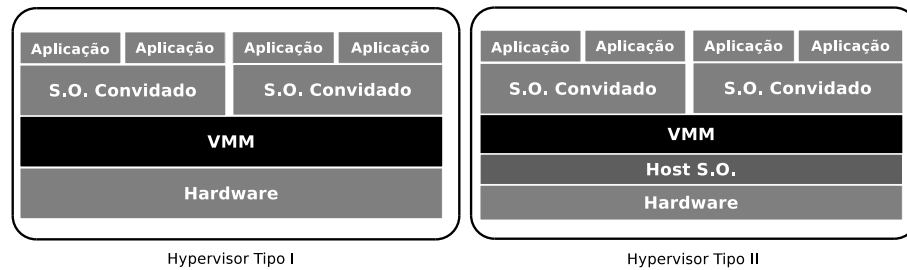 Aplicação Aplicação Aplicação Aplicação
S.O. Convidado S.O. Convidado
VMM
Hardware
Hypervisor Tipo I
Aplicação Aplicação Aplicação Aplicação
S.O. Convidado S.O. Convidado
VMM
Host S.O.
Hardware
Hypervisor Tipo II